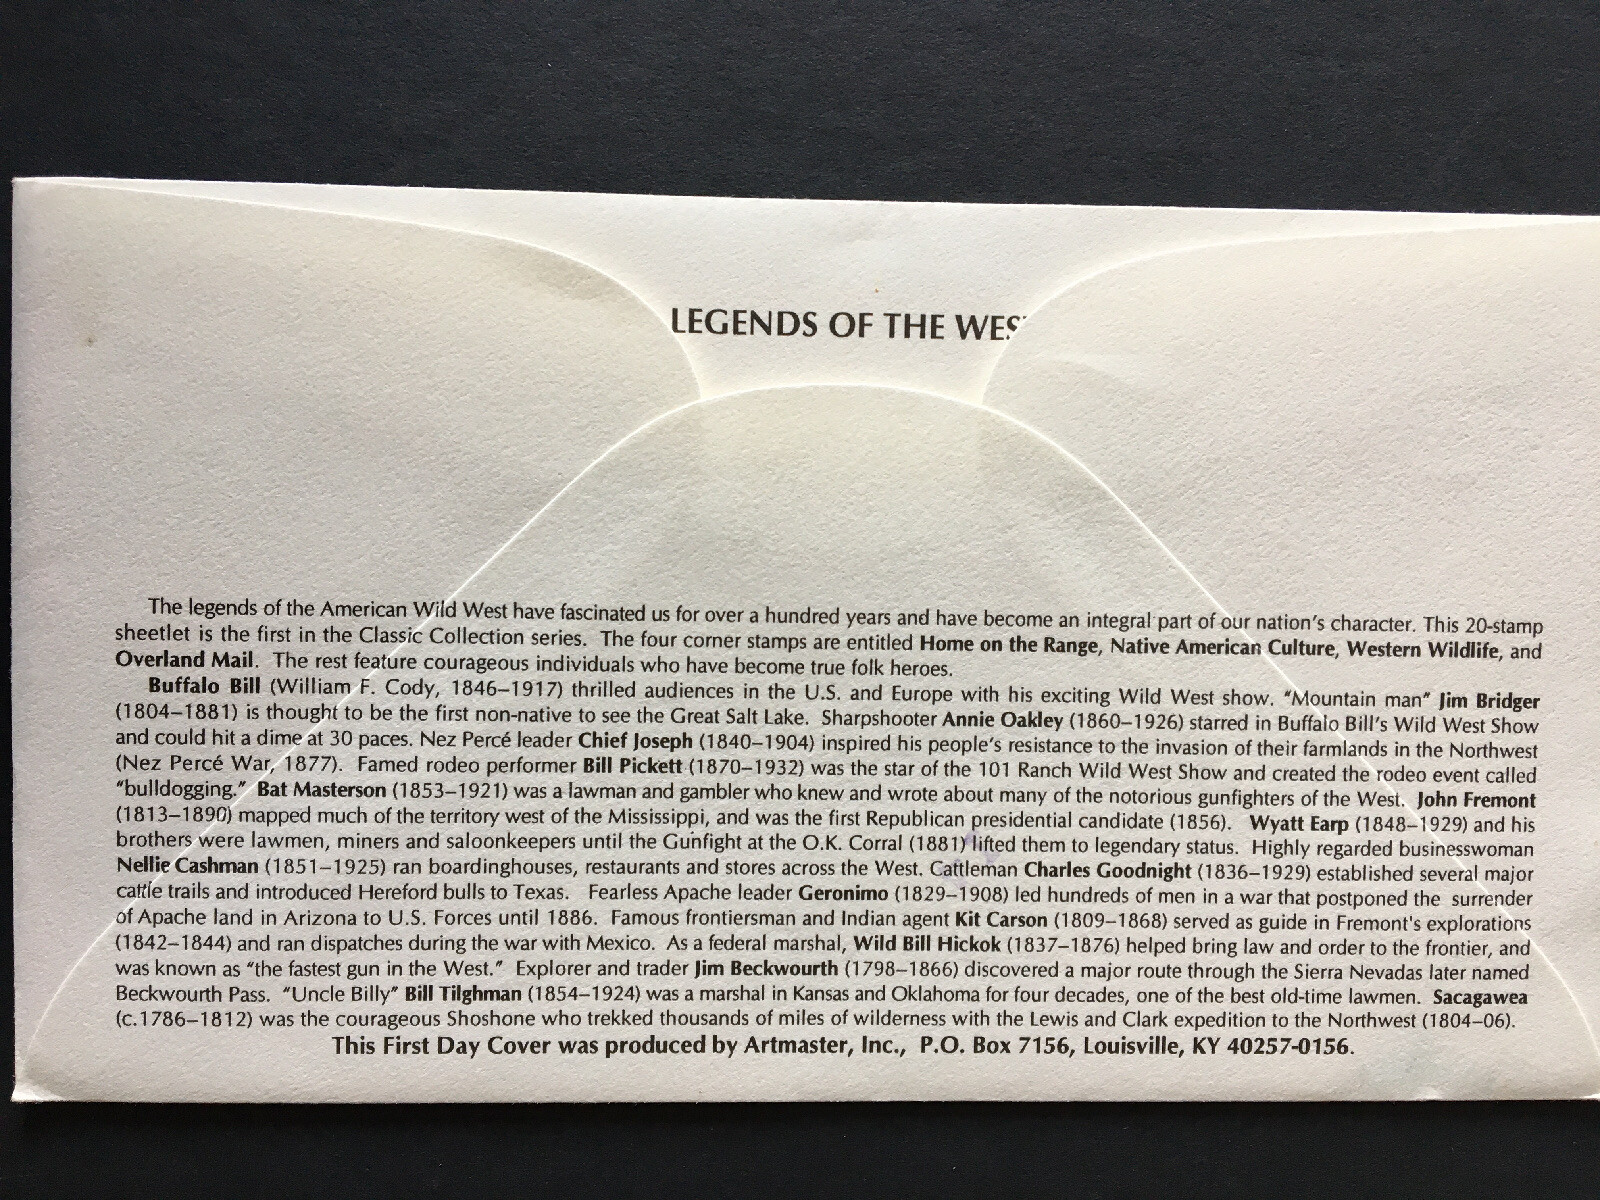 LEGENDS OF THE WES
The legends of the American Wild West have fascinated us for over a hundred years and have become an integral part of our nation's character. This 20-stamp
sheetlet is the first in the Classic Collection series. The four corner stamps are entitled Home on the Range, Native American Culture, Western Wildlife, and
Overland Mail. The rest feature courageous individuals who have become true folk heroes.
Buffalo Bill (William F. Cody, 1846–1917) thrilled audiences in the U.S. and Europe with his exciting Wild West show. "Mountain man" Jim Bridger
(1804–1881) is thought to be the first non-native to see the Great Salt Lake. Sharpshooter Annie Oakley (1860–1926) starred in Buffalo Bill's Wild West Show
and could hit a dime at 30 paces. Nez Percé leader Chief Joseph (1840–1904) inspired his people's resistance to the invasion of their farmlands in the Northwest
(Nez Percé War, 1877). Famed rodeo performer Bill Pickett (1870–1932) was the star of the 101 Ranch Wild West Show and created the rodeo event called
"bulldogging." Bat Masterson (1853–1921) was a lawman and gambler who knew and wrote about many of the notorious gunfighters of the West. John Fremont
(1813–1890) mapped much of the territory west of the Mississippi, and was the first Republican presidential candidate (1856). Wyatt Earp (1848–1929) and his
brothers were lawmen, miners and saloonkeepers until the Gunfight at the O.K. Corral (1881) lifted them to legendary status. Highly regarded businesswoman
Nellie Cashman (1851–1925) ran boardinghouses, restaurants and stores across the West. Cattleman Charles Goodnight (1836–1929) established several major
cattle trails and introduced Hereford bulls to Texas. Fearless Apache leader Geronimo (1829–1908) led hundreds of men in a war that postponed the surrender
of Apache land in Arizona to U.S. Forces until 1886. Famous frontiersman and Indian agent Kit Carson (1809–1868) served as guide in Fremont's explorations
(1842–1844) and ran dispatches during the war with Mexico. As a federal marshal, Wild Bill Hickok (1837–1876) helped bring law and order to the frontier, and
was known as "the fastest gun in the West." Explorer and trader Jim Beckwourth (1798–1866) discovered a major route through the Sierra Nevadas later named
Beckwourth Pass. "Uncle Billy" Bill Tilghman (1854–1924) was a marshal in Kansas and Oklahoma for four decades, one of the best old-time lawmen. Sacagawea
(c.1786–1812) was the courageous Shoshone who trekked thousands of miles of wilderness with the Lewis and Clark expedition to the Northwest (1804–06).
This First Day Cover was produced by Artmaster, Inc., P.O. Box 7156, Louisville, KY 40257-0156.